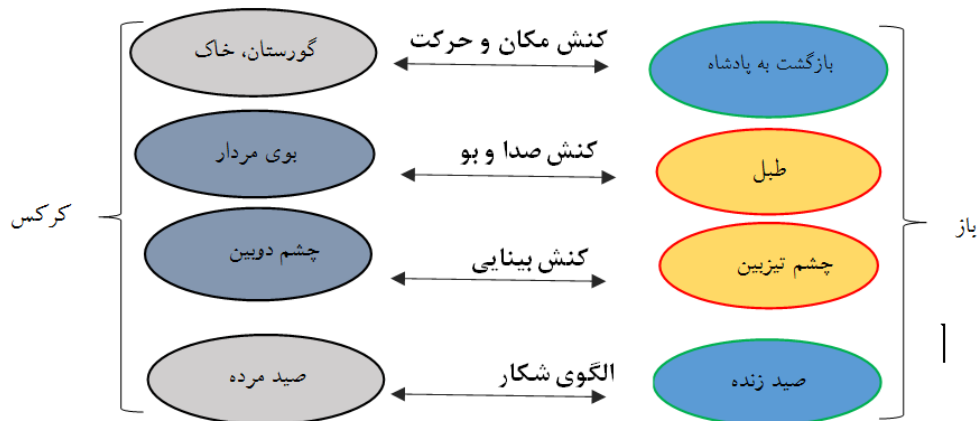 بازگشت به پادشاه
کنش مکان و حرکت
گورستان، خاک
طبل
کنش صدا و بو
بوی مردار
باز
کرکس
چشم تیزبین
کنش بینایی
چشم دوبین
صید زنده
الگوی شکار
صید مرده